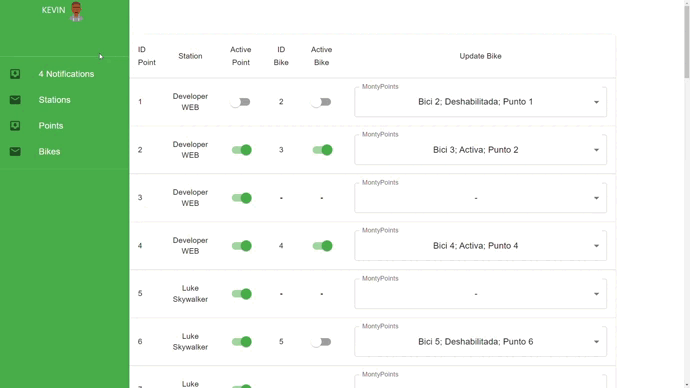 KEVIN
4 Notifications
Stations
Points
Bikes
ID Point Station Active Point ID Bike Active Bike Update Bike
1 Developer WEB 2 MontyPoints Bici 2; Deshabilitada; Punto 1
2 Developer WEB 3 MontyPoints Bici 3; Activa; Punto 2
3 Developer WEB - - MontyPoints -
4 Developer WEB 4 MontyPoints Bici 4; Activa; Punto 4
5 Luke Skywalker - - MontyPoints -
6 Luke Skywalker 5 MontyPoints Bici 5; Deshabilitada; Punto 6
Luke MontyPoints